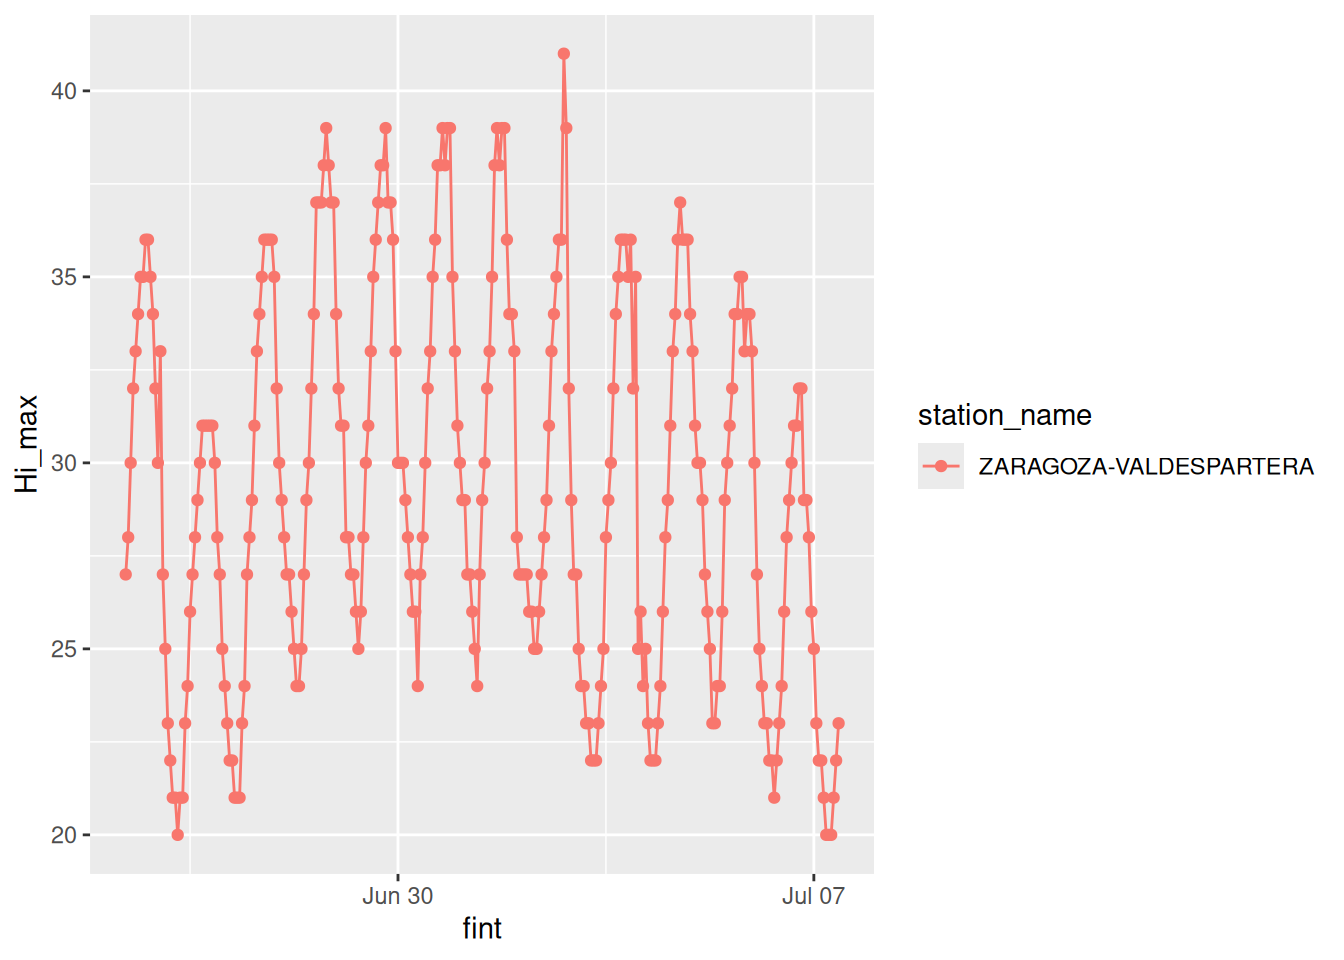 40
35
30
25
20
Hi_max
Jun 30
Jul 07
fint
station_name
ZARAGOZA-VALDESPARTERA